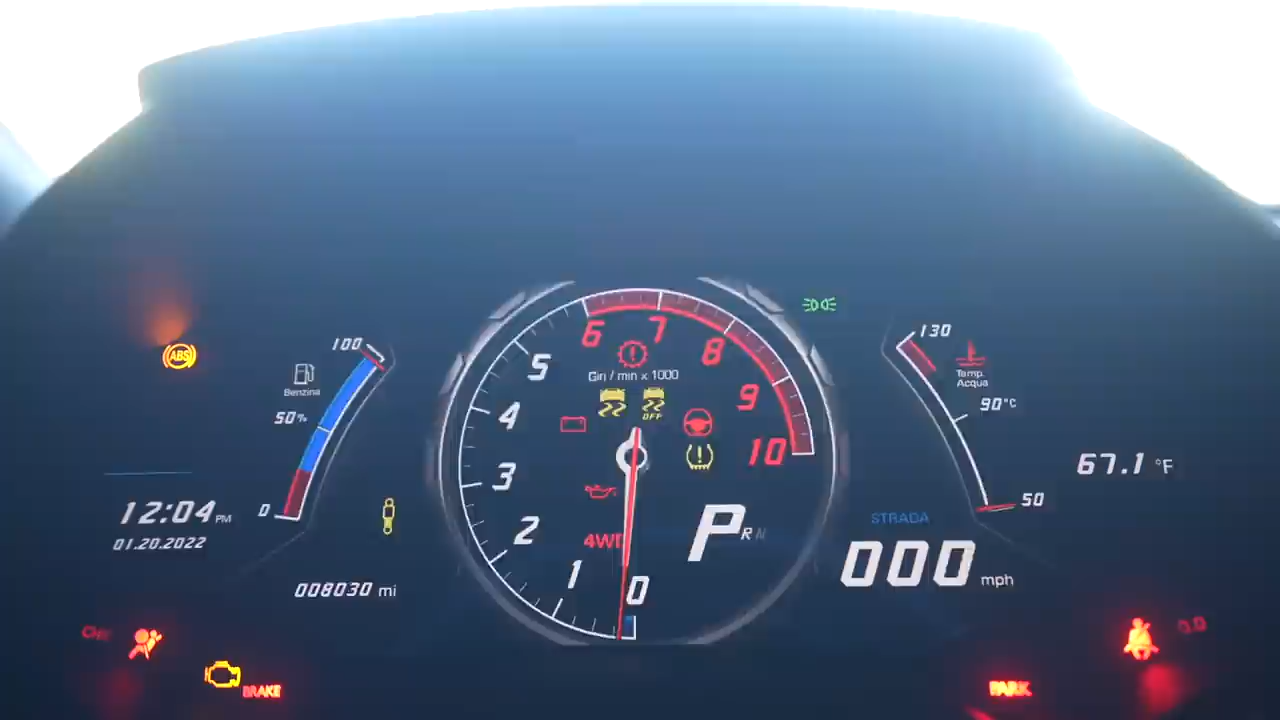 6 7
130
100
5
8
Giri / min x 1000
ABS
Temp.
Acqua
Benzina
9
90°C
4
OFF
50%
10
67.1 °F
3
50
12:04 PM
0
P R N
STRADA
2
4WD
01.20.2022
000 mph
1
0
008030 mi
BRAKE
PARK